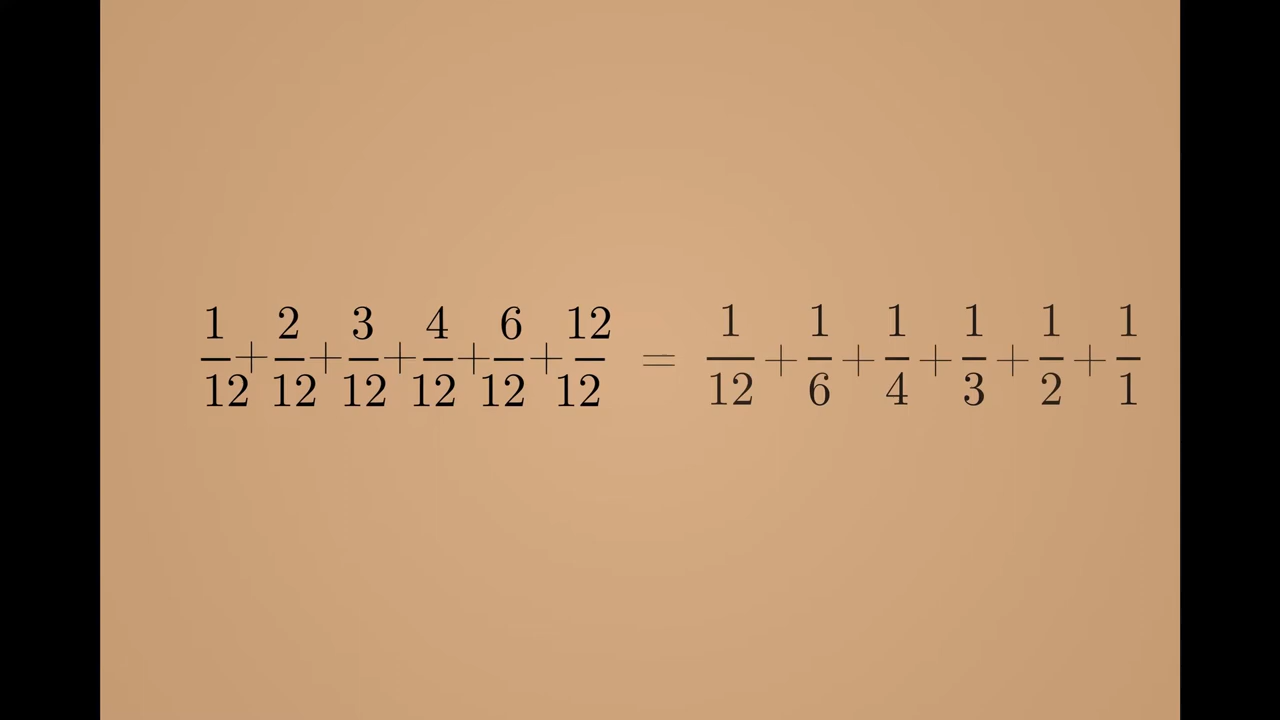 1/12 + 2/12 + 3/12 + 4/12 + 6/12 + 12/12 = 1/12 + 1/6 + 1/4 + 1/3 + 1/2 + 1/1